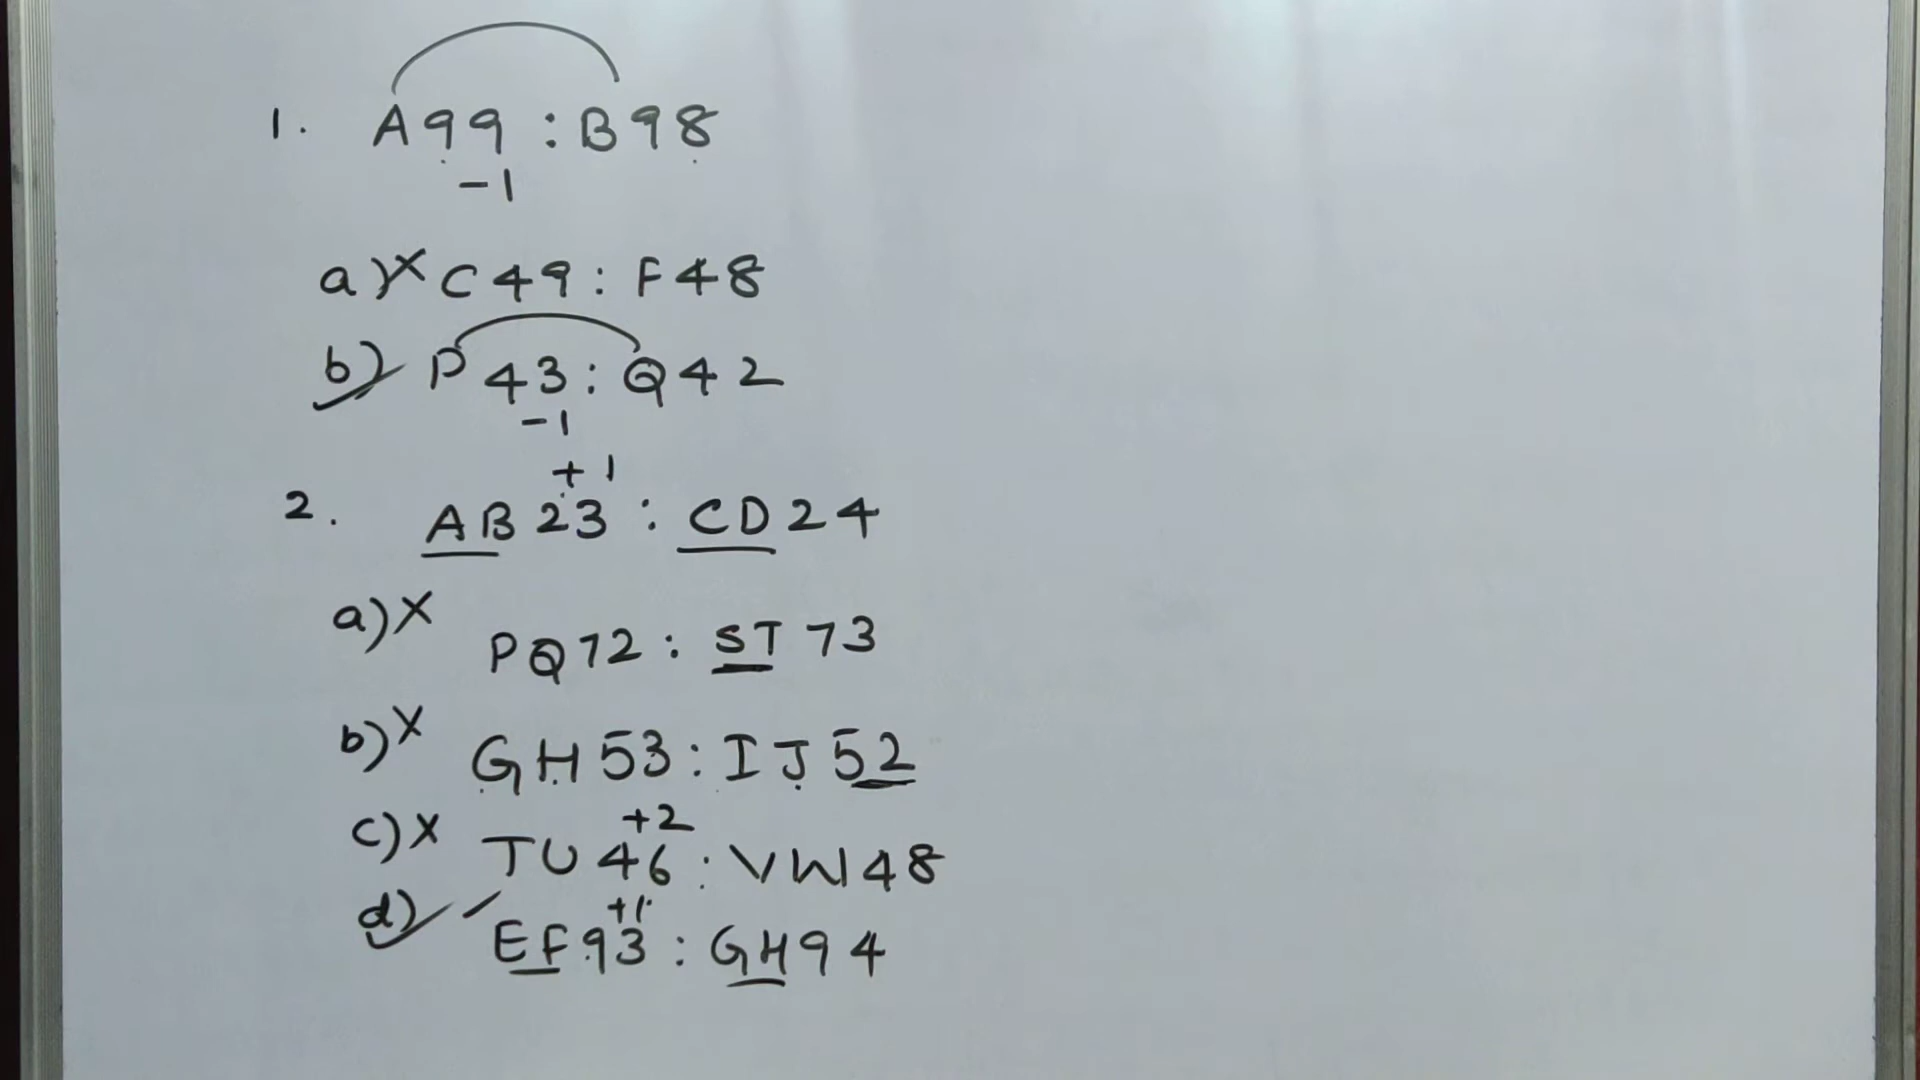 1. A99 : B98
-1
a) x C49 : F48
b) P43 : Q42
-1
+1
2. AB23 : CD24
a) x PQ72 : ST73
b) x GH53 : IJ52
+2
c) x TU46 : VW48
+1
d) EF93 : GH94